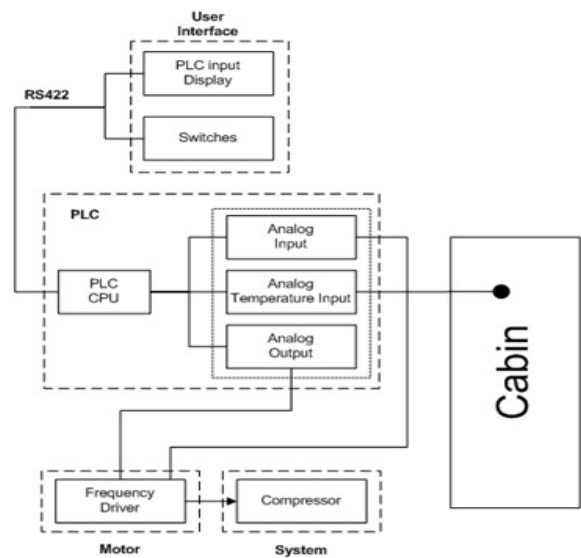 User
Interface
PLC input
Display
RS422
Switches
PLC
Analog
Input
PLC
CPU
Analog
Temperature Input
Analog
Output
Cabin
Frequency
Driver
Compressor
Motor
System